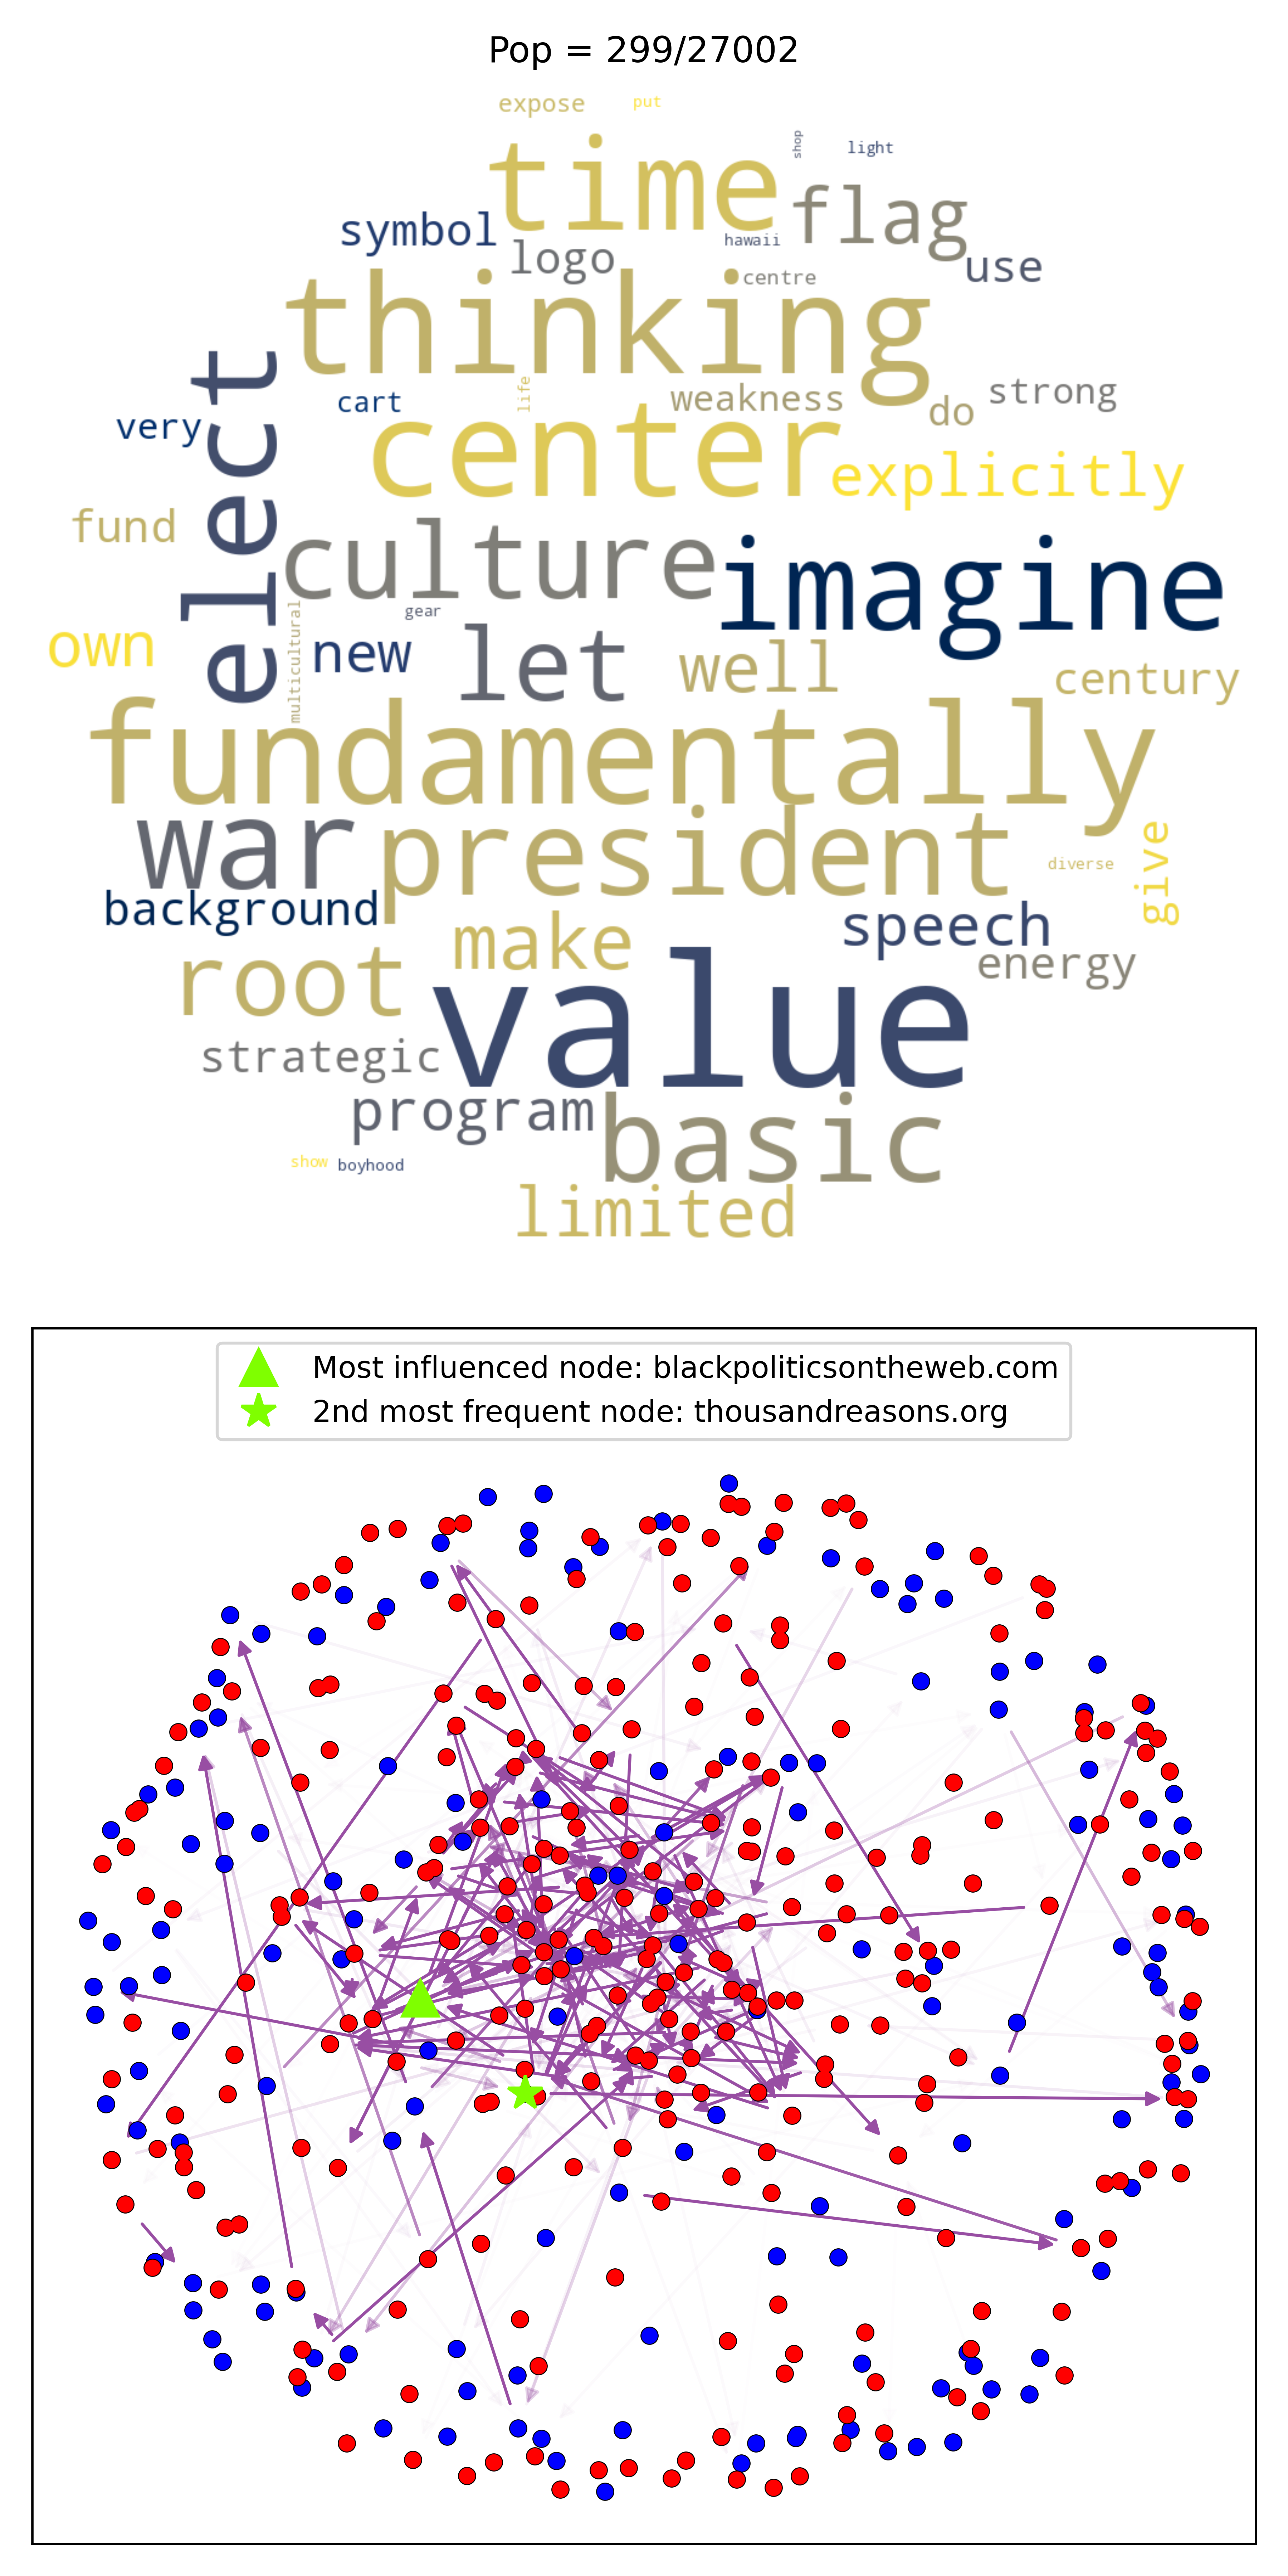 Pop = 299/27002
expose put
shop light
time
flag
symbol
hawaii
logo
centre use
thinking
elect
life
cart weakness do strong
very
center
explicitly
fund
culture
imagine
gear
multicultural
own new let well
century
fundamentally
war
president
diverse
give
background
make speech
energy
root
value
strategic
program
basic
show boyhood
limited
Most influenced node: blackpoliticsontheweb.com
2nd most frequent node: thousandreasons.org